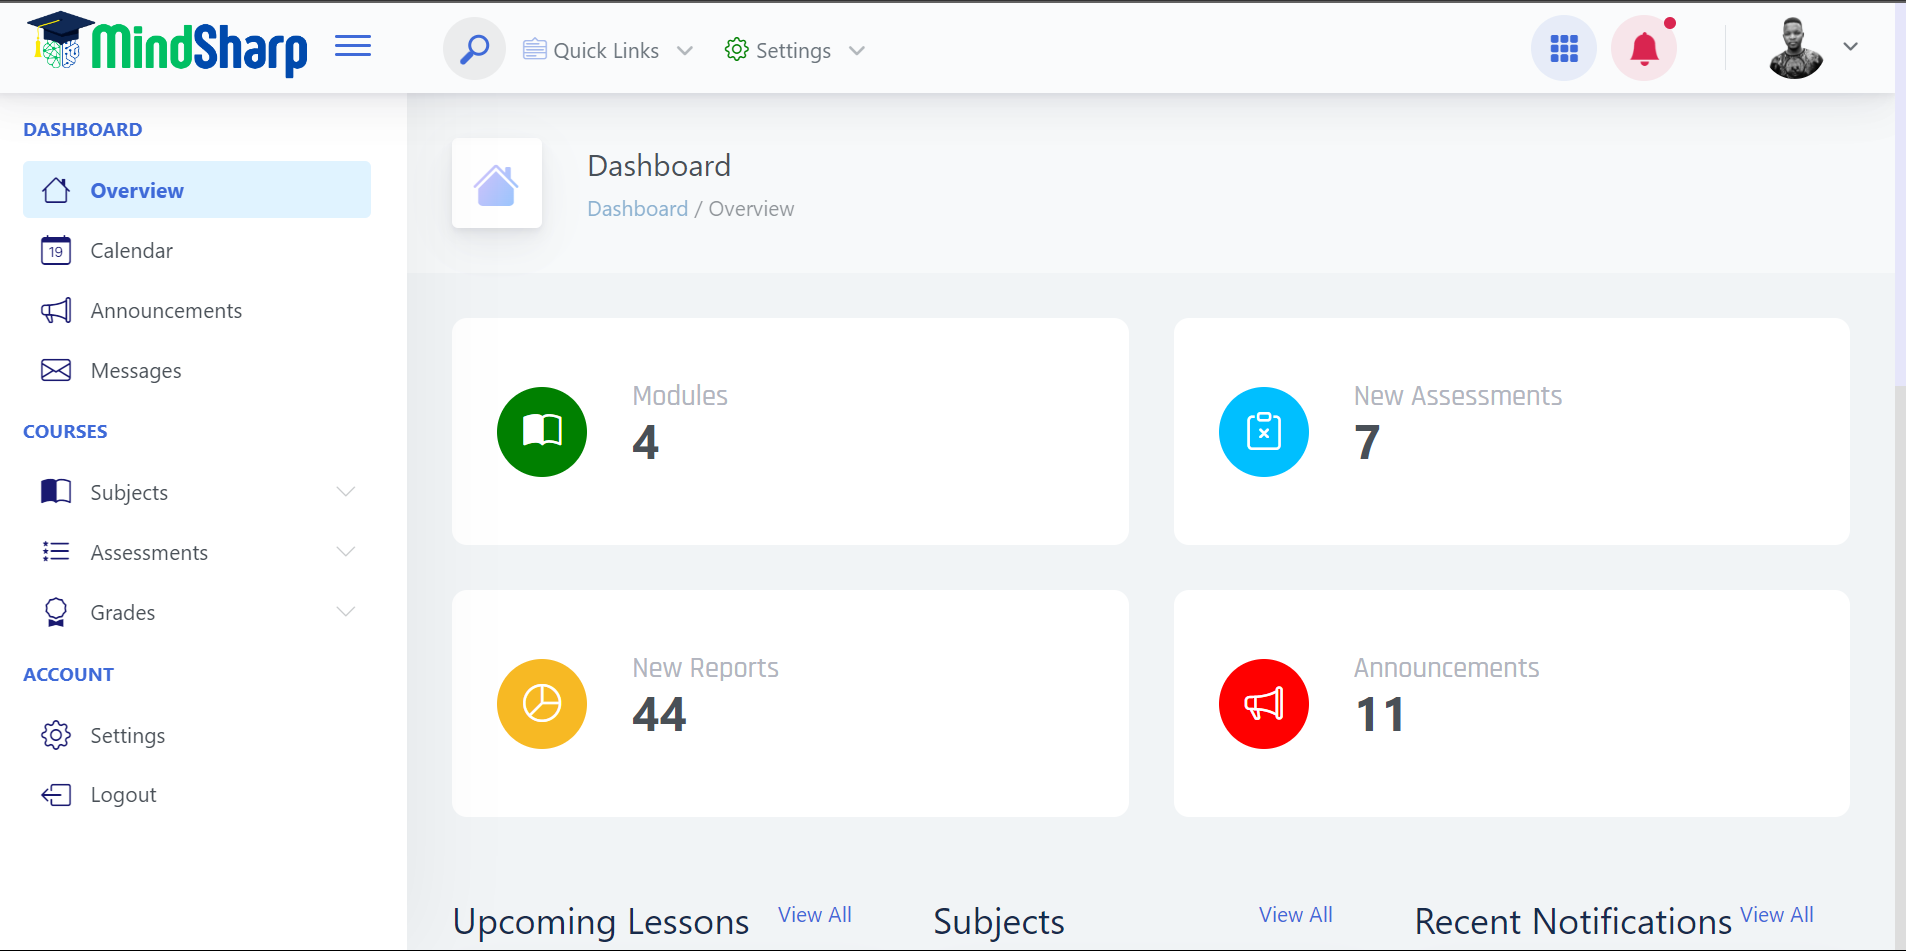 MindSharp
Quick Links
Settings
DASHBOARD
Overview
19
Calendar
Announcements
Messages
COURSES
Subjects
Assessments
Grades
ACCOUNT
Settings
Logout
Dashboard
Dashboard / Overview
Modules
4
New Assessments
7
New Reports
44
Announcements
11
Upcoming Lessons
View All
Subjects
View All
Recent Notifications
View All